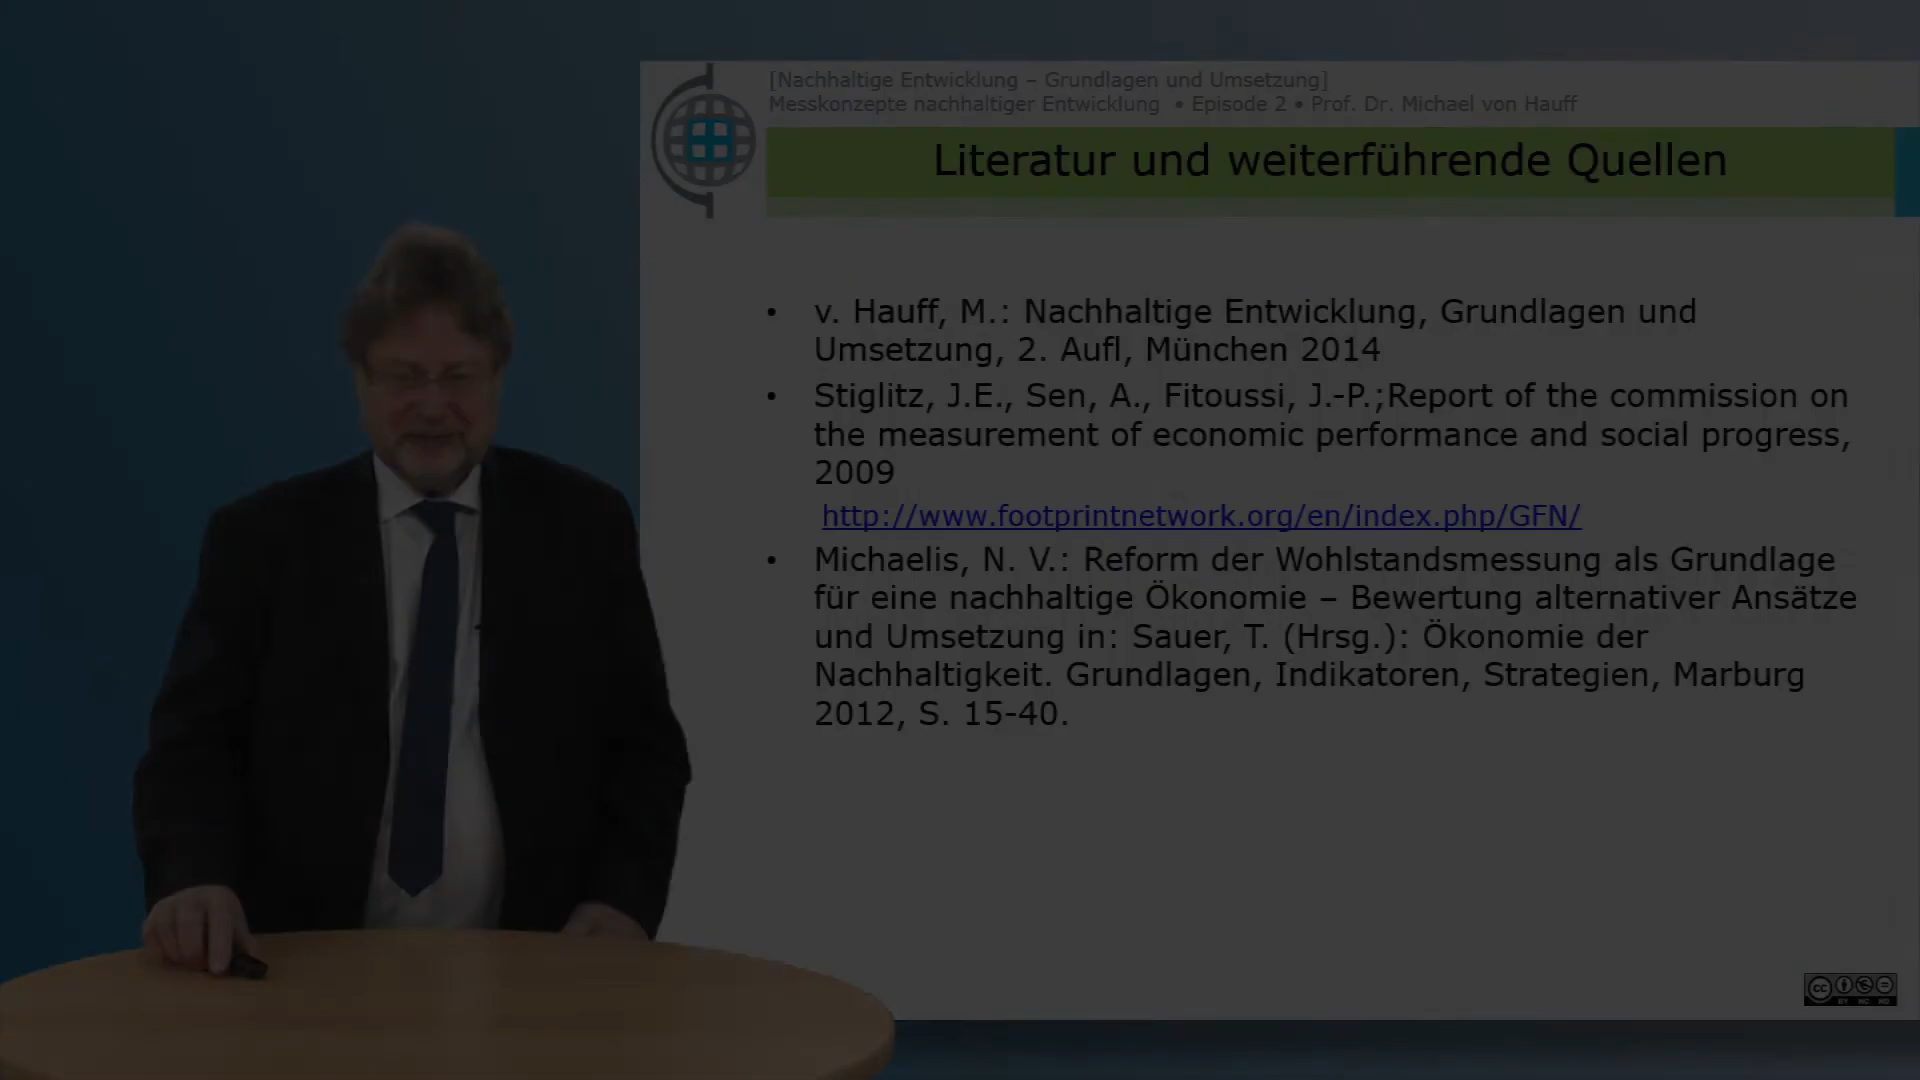 [Nachhaltige Entwicklung – Grundlagen und Umsetzung]
Messkonzepte nachhaltiger Entwicklung • Episode 2 • Prof. Dr. Michael von Hauff
Literatur und weiterführende Quellen
• v. Hauff, M.: Nachhaltige Entwicklung, Grundlagen und
Umsetzung, 2. Aufl, München 2014
• Stiglitz, J.E., Sen, A., Fitoussi, J.-P.;Report of the commission on
the measurement of economic performance and social progress,
2009
http://www.footprintnetwork.org/en/index.php/GFN/
• Michaelis, N. V.: Reform der Wohlstandsmessung als Grundlage
für eine nachhaltige Ökonomie – Bewertung alternativer Ansätze
und Umsetzung in: Sauer, T. (Hrsg.): Ökonomie der
Nachhaltigkeit. Grundlagen, Indikatoren, Strategien, Marburg
2012, S. 15-40.
cc
BY NC ND